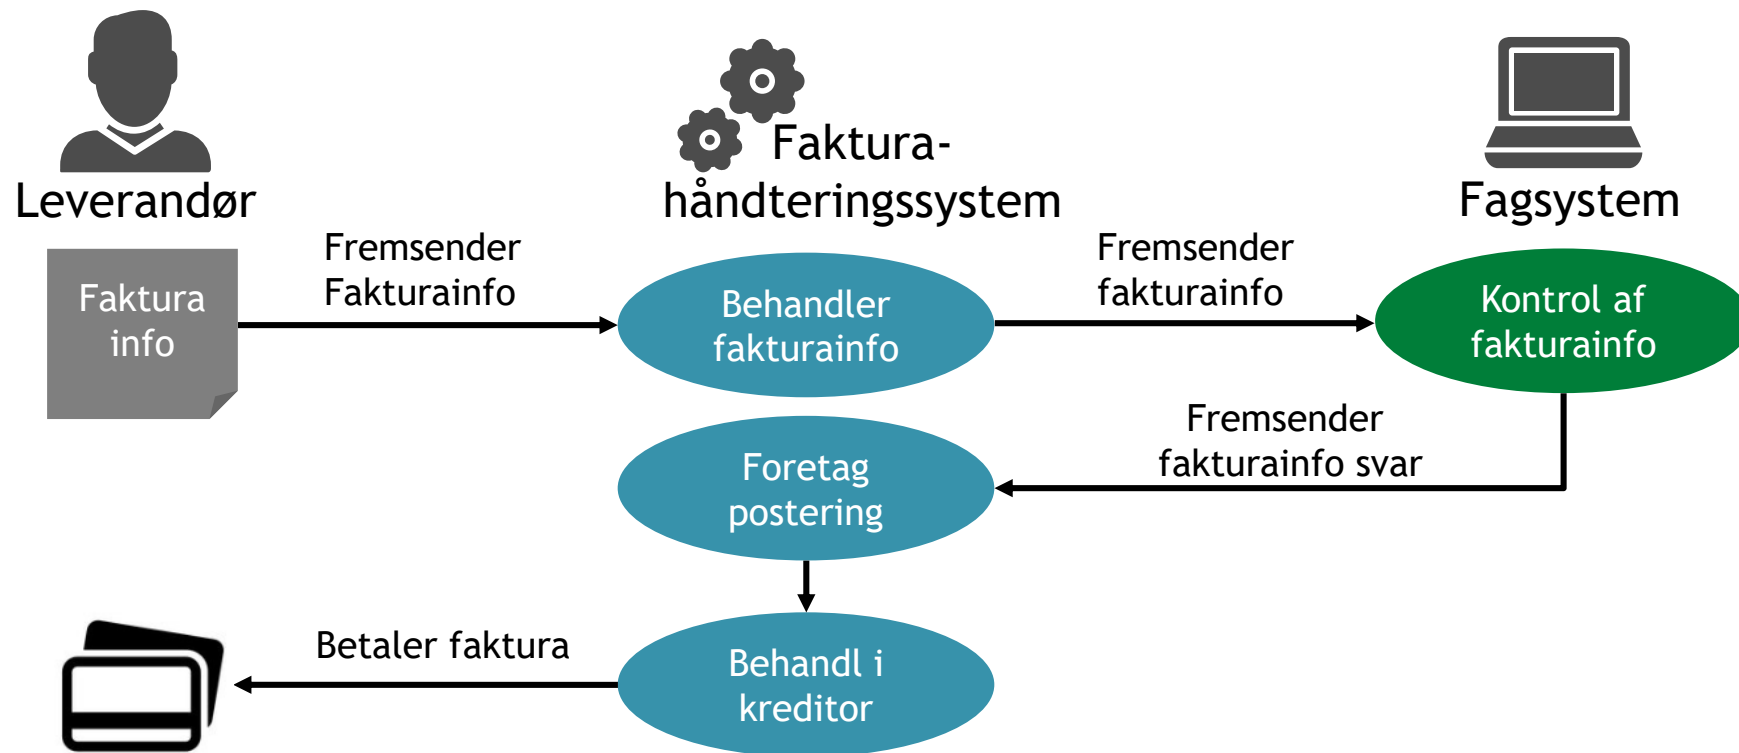 Leverandør
Faktura-
håndteringssystem
Fagsystem
Faktura
info
Fremsender
Fakturainfo
Behandler
fakturainfo
Fremsender
fakturainfo
Kontrol af
fakturainfo
Fremsender
fakturainfo svar
Foretag
postering
Betaler faktura
Behandl i
kreditor